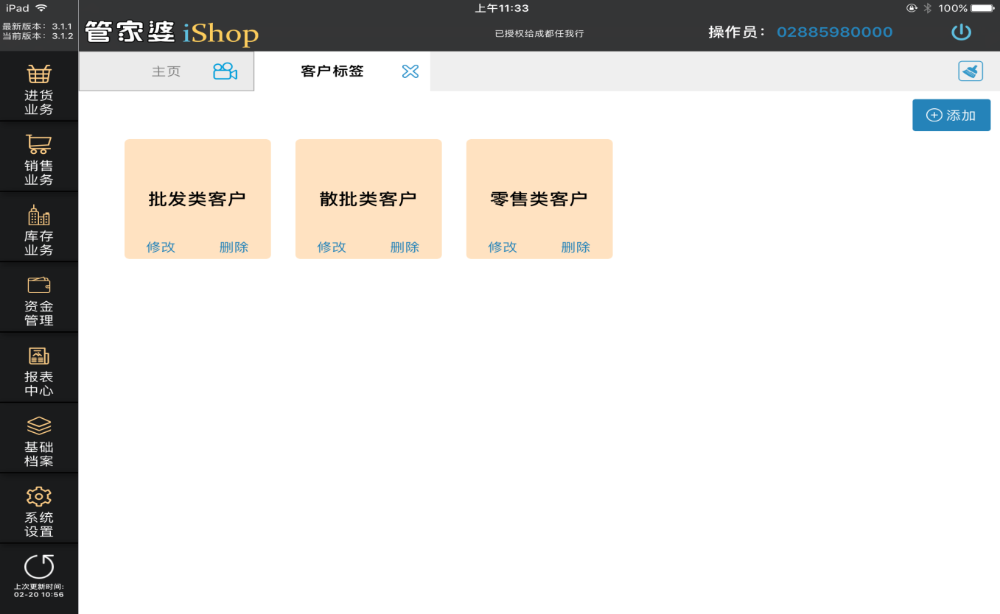 iPad
上午11:33
100%
最新版本：3.1.1
当前版本：3.1.2
管家婆 iShop
已授权给成都任我行
操作员：02885980000
主页
客户标签
添加
进货
业务
销售
业务
库存
业务
资金
管理
报表
中心
基础
档案
系统
设置
上次更新时间:
02-20 10:56
批发类客户
修改 删除
散批类客户
修改 删除
零售类客户
修改 删除